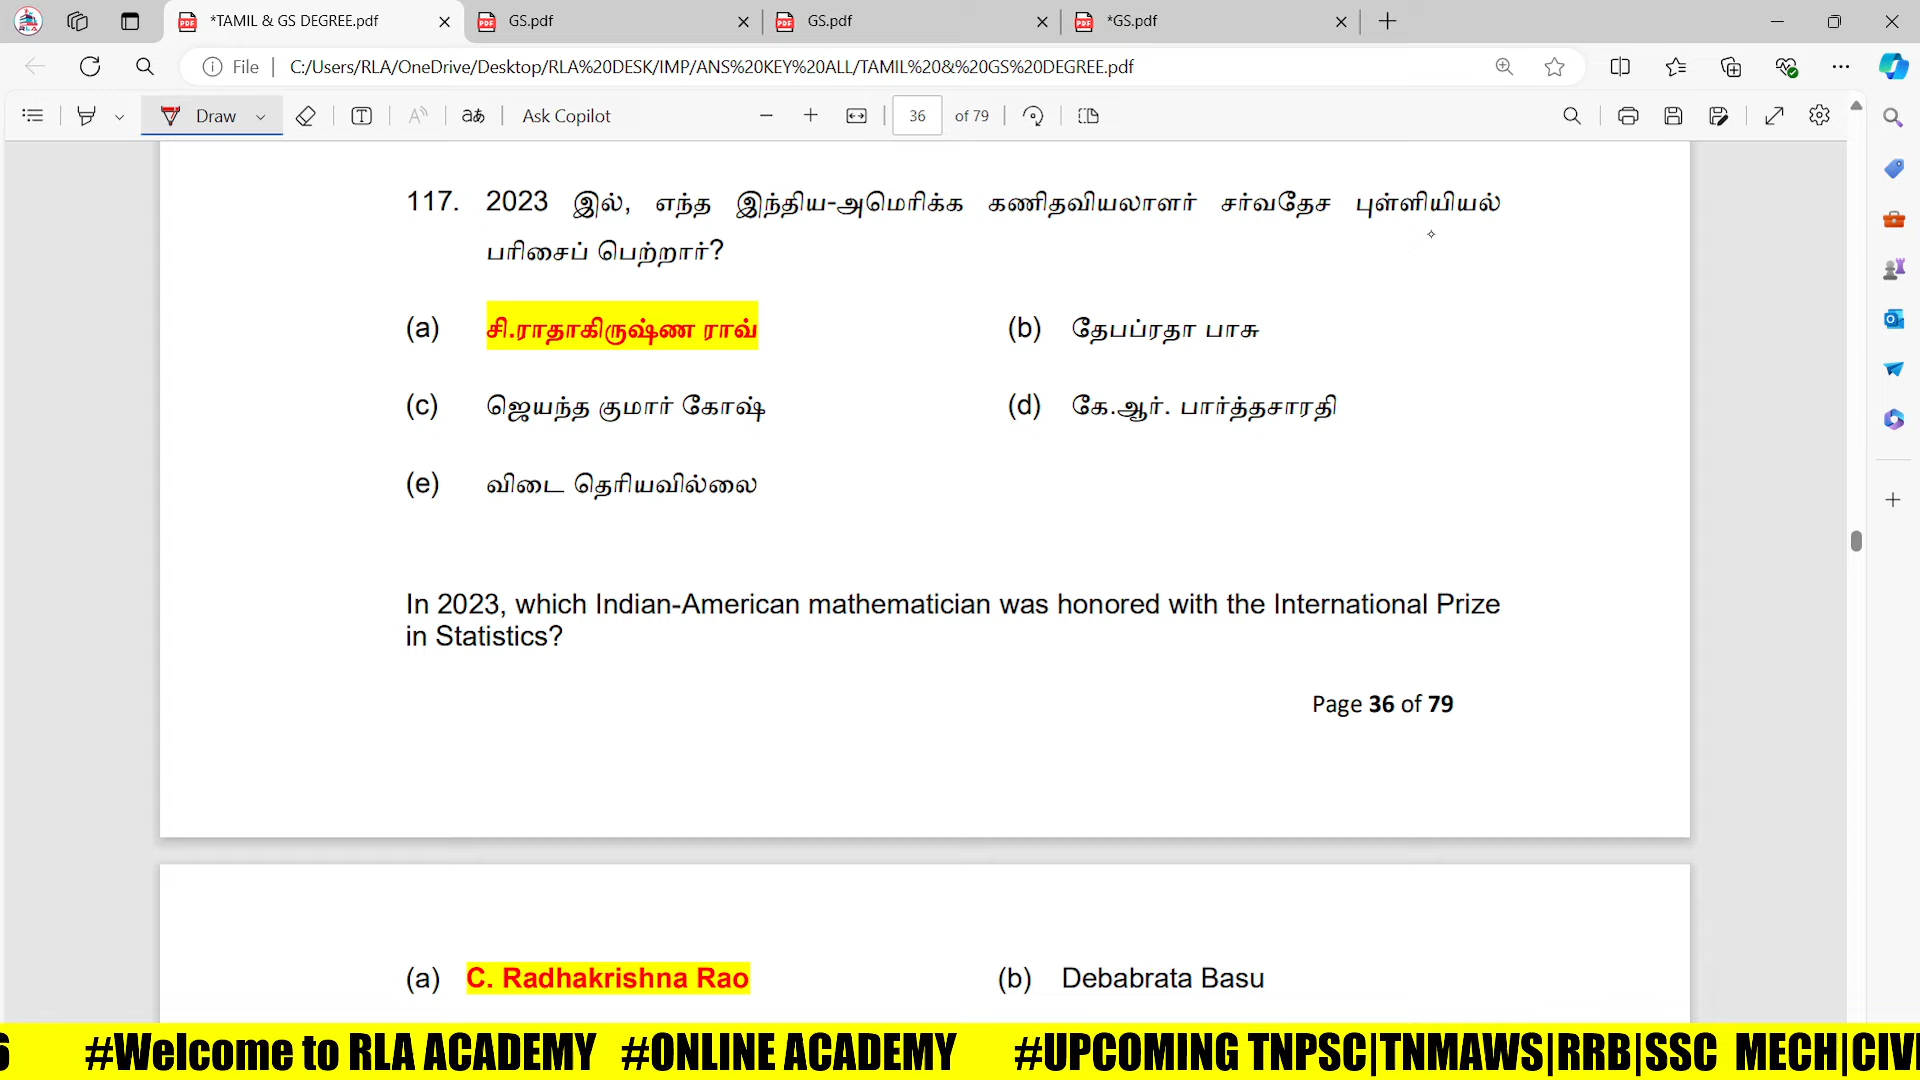 *TAMIL & GS DEGREE.pdf
GS.pdf
GS.pdf
*GS.pdf
File
C:/Users/RLA/OneDrive/Desktop/RLA%20DESK/IMP/ANS%20KEY%20ALL/TAMIL%20&%20GS%20DEGREE.pdf
Draw
Ask Copilot
36 of 79
117. 2023 இல், எந்த இந்திய-அமெரிக்க கணிதவியலாளர் சர்வதேச புள்ளியியல்
பரிசைப் பெற்றார்?
(a) சி.ராதாகிருஷ்ண ராவ் (b) தேபப்ரதா பாசு
(c) ஜெயந்த குமார் கோஷ் (d) கே.ஆர். பார்த்தசாரதி
(e) விடை தெரியவில்லை
In 2023, which Indian-American mathematician was honored with the International Prize
in Statistics?
Page 36 of 79
(a) C. Radhakrishna Rao (b) Debabrata Basu
6 #Welcome to RLA ACADEMY #ONLINE ACADEMY #UPCOMING TNPSC|TNMAWS|RRB|SSC MECH|CIVI